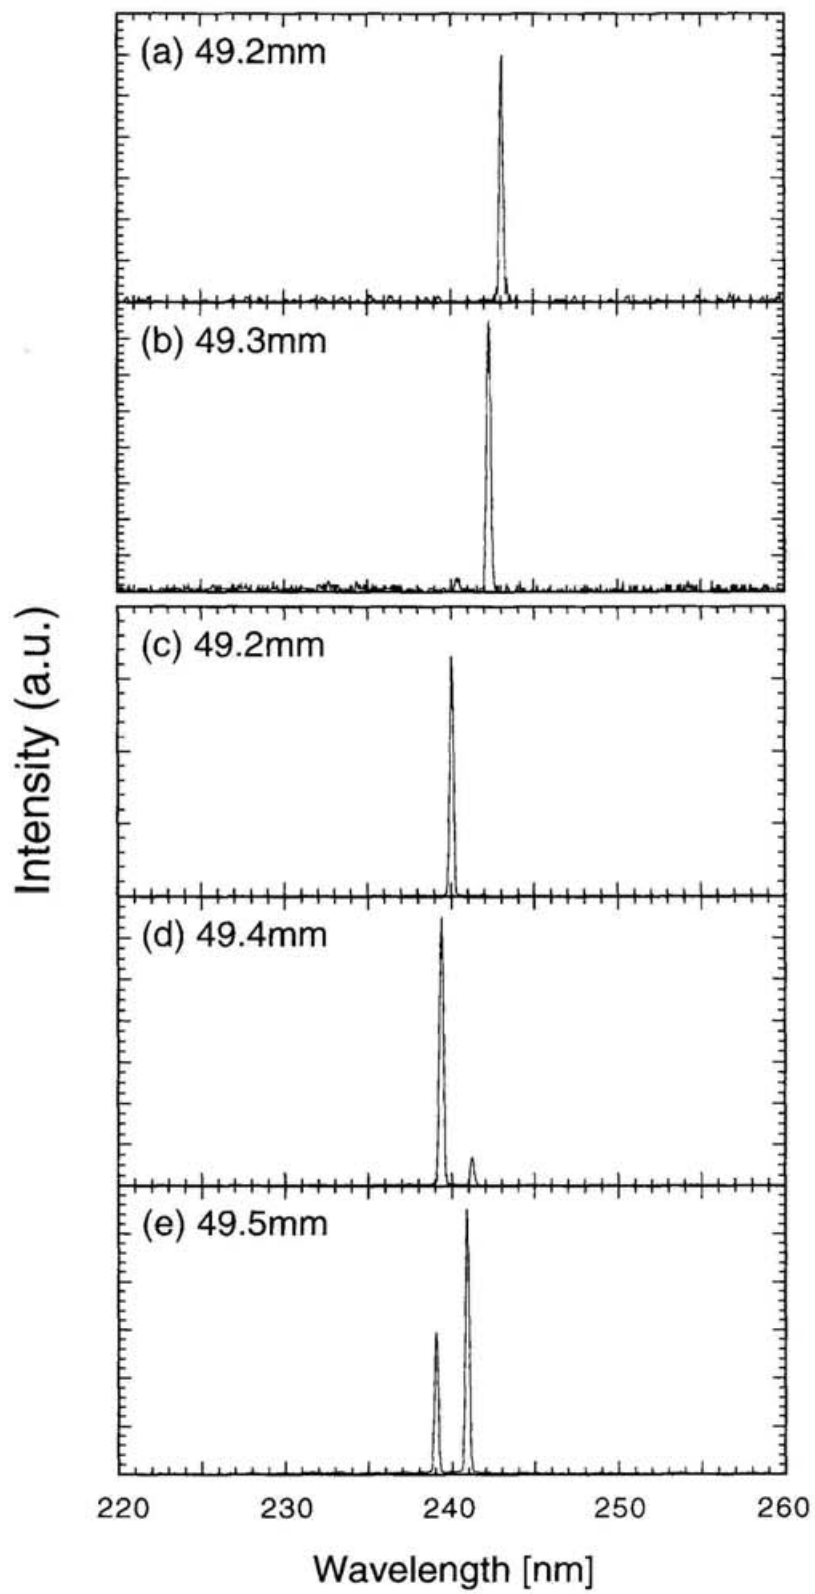 (a) 49.2mm
(b) 49.3mm
(c) 49.2mm
(d) 49.4mm
(e) 49.5mm
Intensity (a.u.)
220 230 240 250 260
Wavelength [nm]